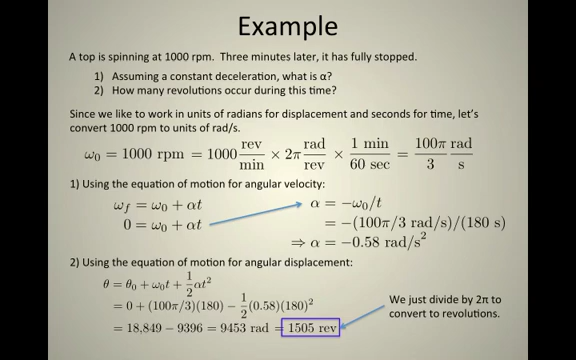 Example
A top is spinning at 1000 rpm. Three minutes later, it has fully stopped.
1) Assuming a constant deceleration, what is α?
2) How many revolutions occur during this time?
Since we like to work in units of radians for displacement and seconds for time, let's
convert 1000 rpm to units of rad/s.
ω₀ = 1000 rpm = 1000 rev/min × 2π rad/rev × 1 min/60 sec = 100π/3 rad/s
1) Using the equation of motion for angular velocity:
ω_f = ω₀ + αt
0 = ω₀ + αt
α = −ω₀/t
= −(100π/3 rad/s)/(180 s)
⇒ α = −0.58 rad/s²
2) Using the equation of motion for angular displacement:
θ = θ₀ + ω₀t + 1/2 αt²
= 0 + (100π/3)(180) − 1/2 (0.58)(180)²
= 18,849 − 9396 = 9453 rad = 1505 rev
We just divide by 2π to
convert to revolutions.